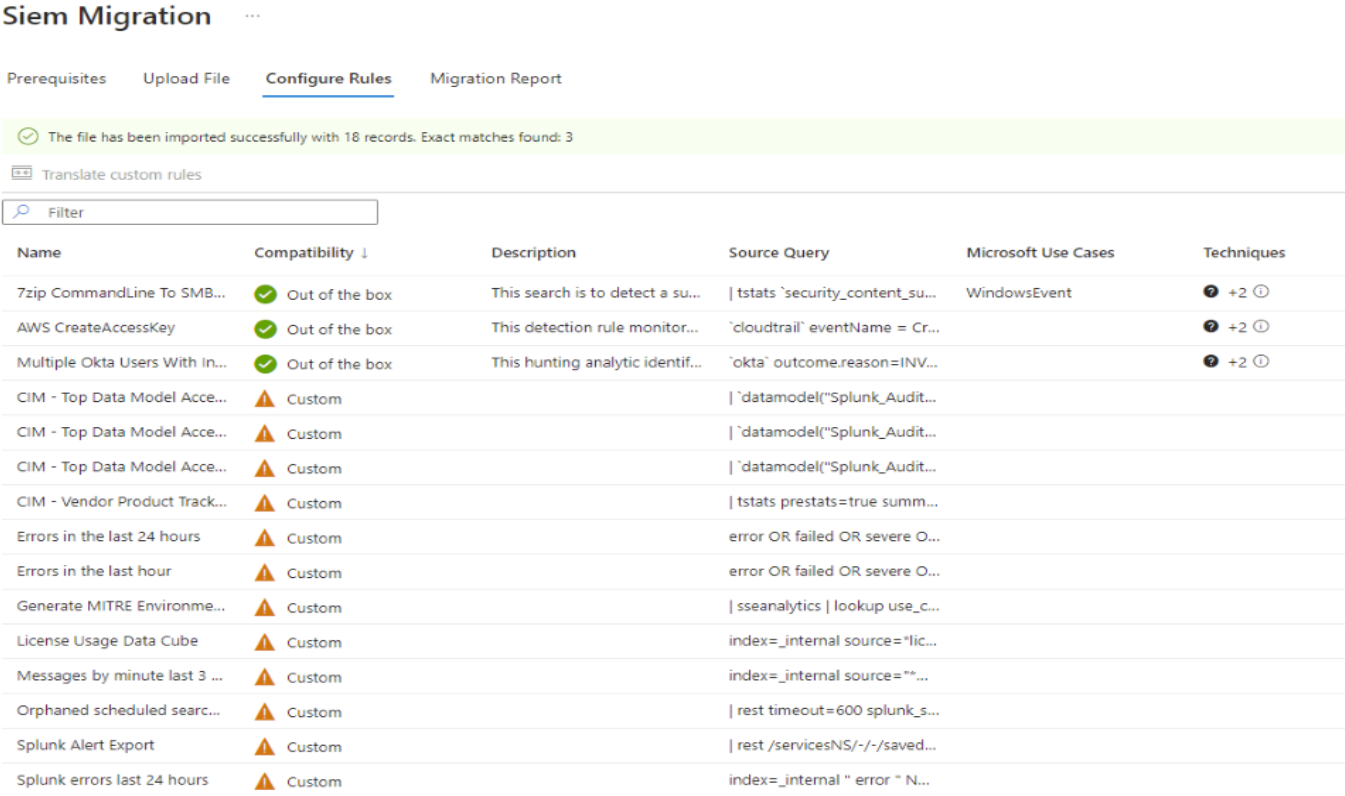 Siem Migration ...
Prerequisites Upload File Configure Rules Migration Report
The file has been imported successfully with 18 records. Exact matches found: 3
Translate custom rules
Filter
Name Compatibility ↓ Description Source Query Microsoft Use Cases Techniques
7zip CommandLine To SMB... Out of the box This search is to detect a su... | tstats `security_content_su... WindowsEvent +2
AWS CreateAccessKey Out of the box This detection rule monitor... `cloudtrail` eventName = Cr... +2
Multiple Okta Users With In... Out of the box This hunting analytic identif... `okta` outcome.reason=INV... +2
CIM - Top Data Model Acce... Custom | `datamodel("Splunk_Audit...
CIM - Top Data Model Acce... Custom | `datamodel("Splunk_Audit...
CIM - Top Data Model Acce... Custom | `datamodel("Splunk_Audit...
CIM - Vendor Product Track... Custom | tstats prestats=true summ...
Errors in the last 24 hours Custom error OR failed OR severe O...
Errors in the last hour Custom error OR failed OR severe O...
Generate MITRE Environme... Custom | sseanalytics | lookup use_c...
License Usage Data Cube Custom index=_internal source="lic...
Messages by minute last 3 ... Custom index=_internal source="*...
Orphaned scheduled searc... Custom | rest timeout=600 splunk_s...
Splunk Alert Export Custom | rest /servicesNS/-/-/saved...
Splunk errors last 24 hours Custom index=_internal " error " N...